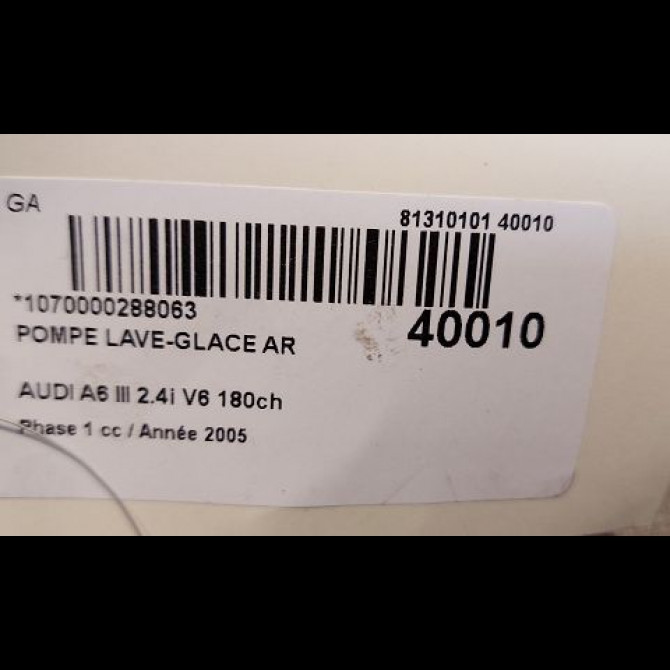 GA
81310101 40010
*1070000288063
40010
POMPE LAVE-GLACE AR
AUDI A6 III 2.4i V6 180ch
Phase 1 cc / Année 2005